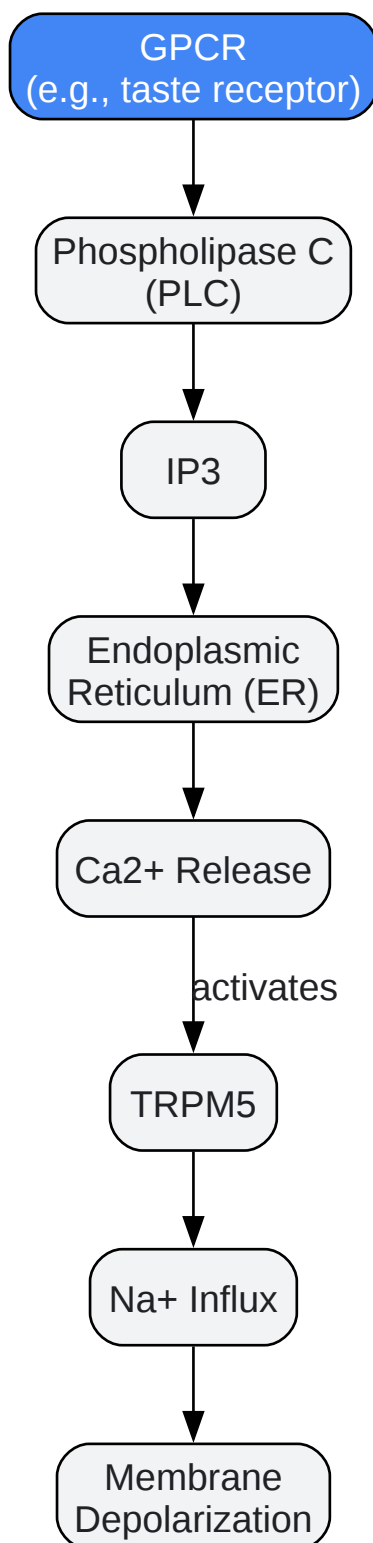 GPCR
(e.g., taste receptor)
Phospholipase C
(PLC)
IP3
Endoplasmic
Reticulum (ER)
Ca2+ Release
activates
TRPM5
Na+ Influx
Membrane
Depolarization